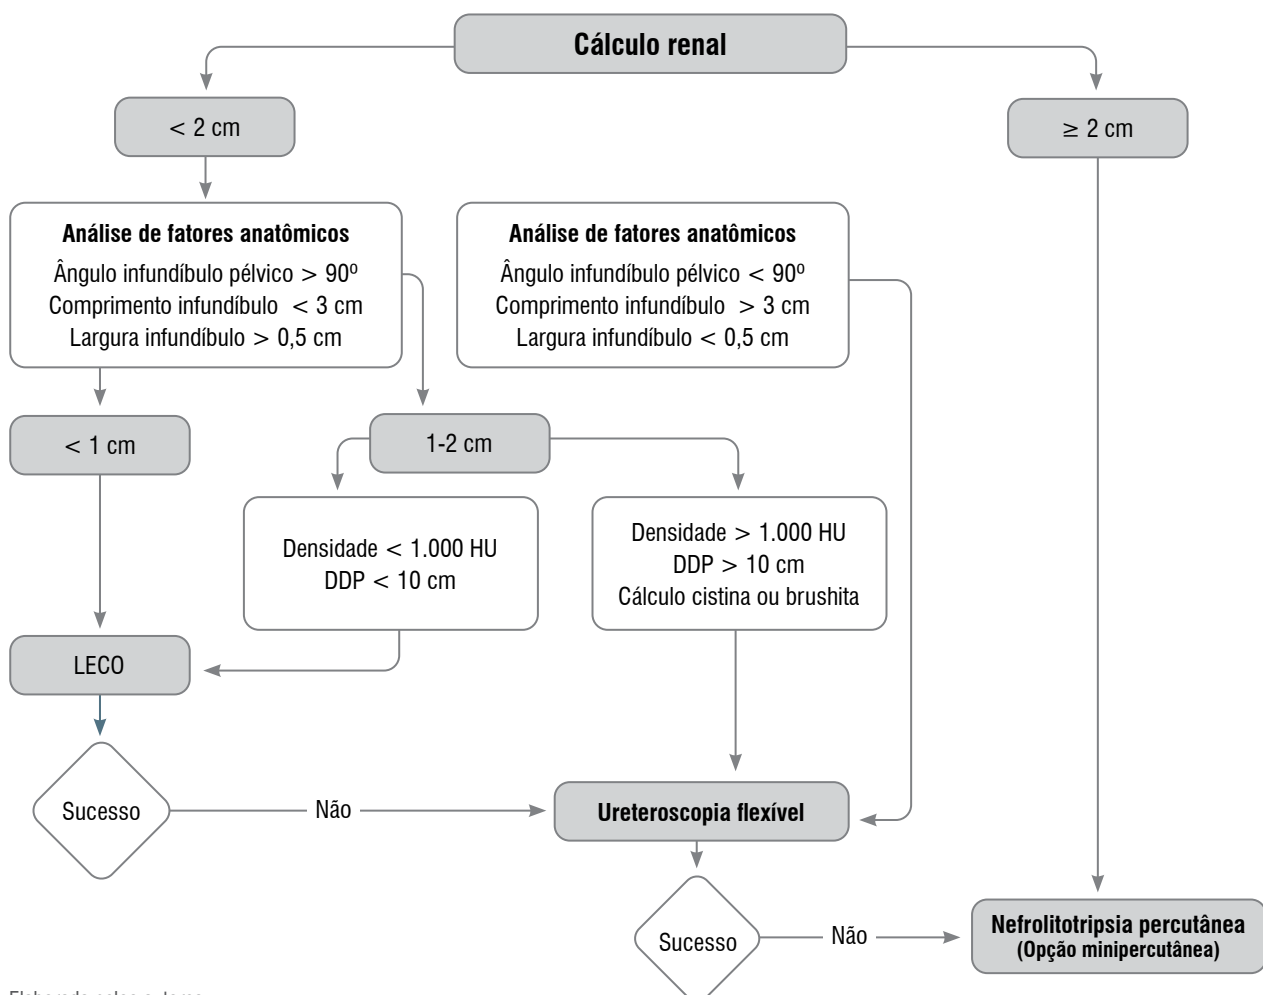 Cálculo renal
< 2 cm
≥ 2 cm
Análise de fatores anatômicos
Ângulo infundíbulo pélvico > 90º
Comprimento infundíbulo < 3 cm
Largura infundíbulo > 0,5 cm
Análise de fatores anatômicos
Ângulo infundíbulo pélvico < 90º
Comprimento infundíbulo > 3 cm
Largura infundíbulo < 0,5 cm
< 1 cm
1-2 cm
Densidade < 1.000 HU
DDP < 10 cm
Densidade > 1.000 HU
DDP > 10 cm
Cálculo cistina ou brushita
LECO
Sucesso
Não
Ureteroscopia flexível
Sucesso
Não
Nefrolitotripsia percutânea
(Opção minipercutânea)